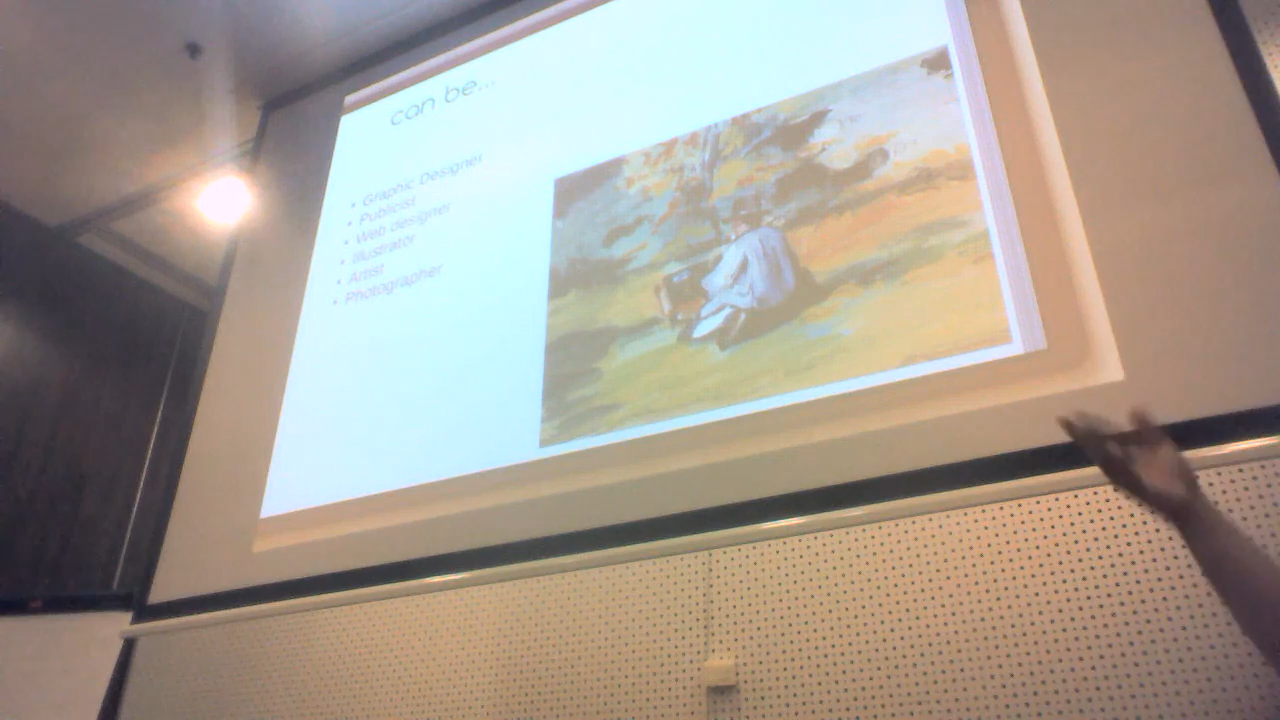 can be...
• Graphic Designer
• Publicist
• Web designer
• Illustrator
• Artist
• Photographer